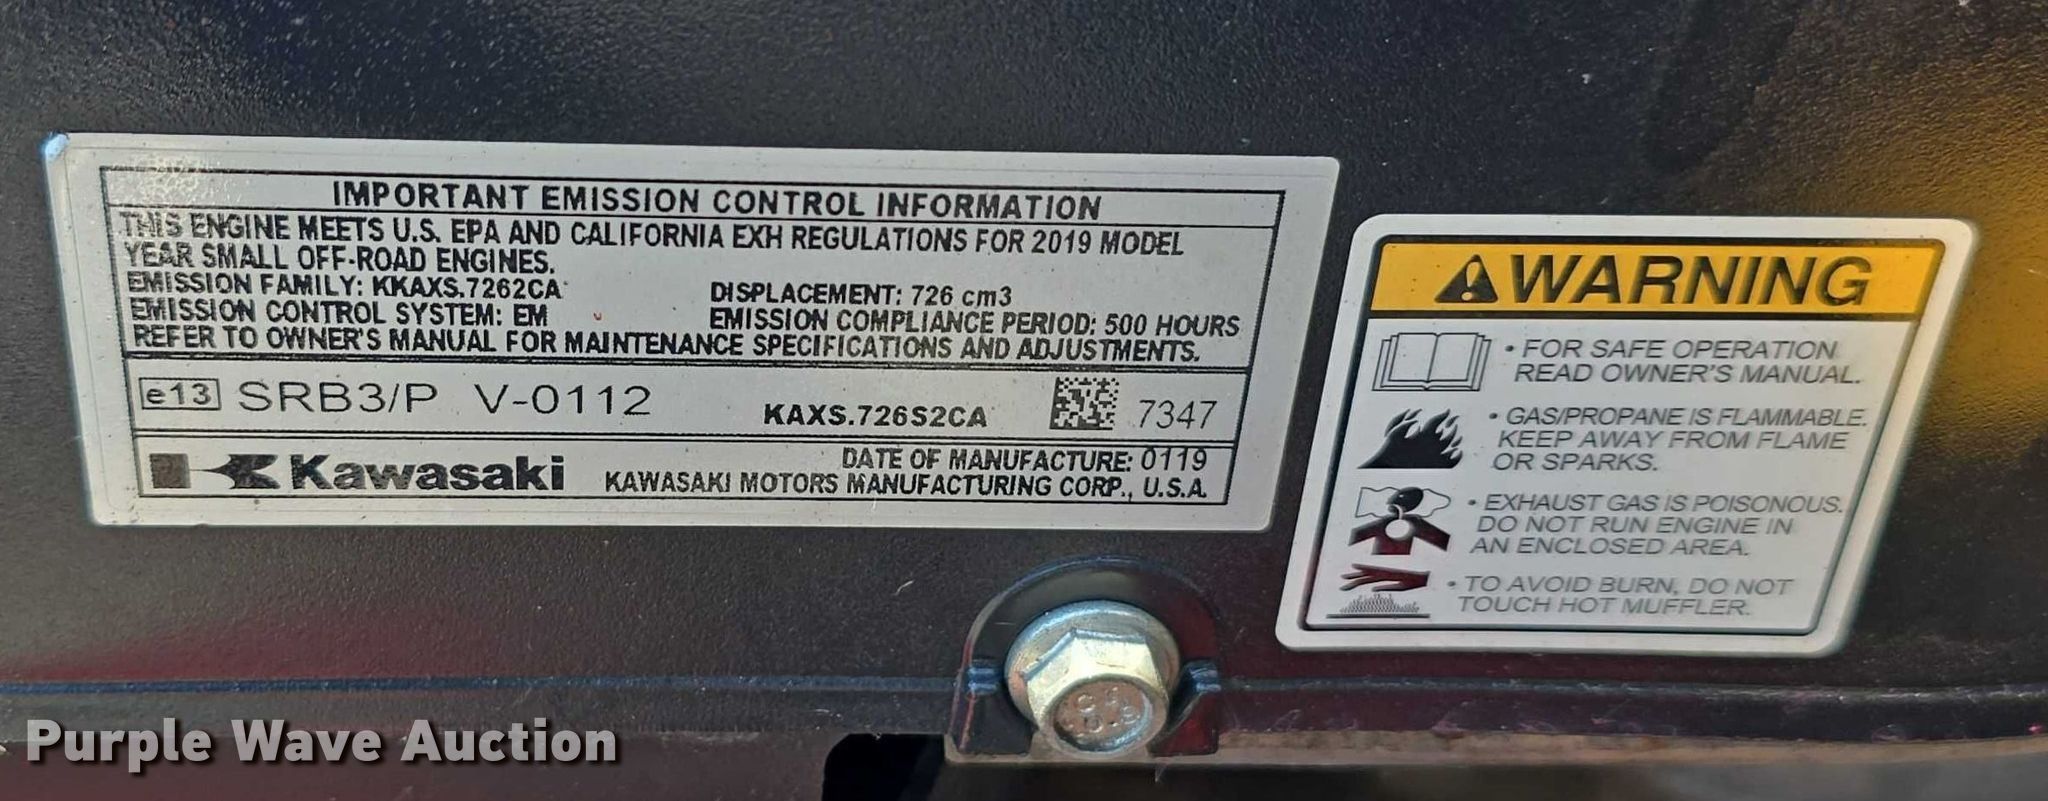 IMPORTANT EMISSION CONTROL INFORMATION
THIS ENGINE MEETS U.S. EPA AND CALIFORNIA EXH REGULATIONS FOR 2019 MODEL
YEAR SMALL OFF-ROAD ENGINES.
EMISSION FAMILY: KKAXS.7262CA DISPLACEMENT: 726 cm3
EMISSION CONTROL SYSTEM: EM EMISSION COMPLIANCE PERIOD: 500 HOURS
REFER TO OWNER'S MANUAL FOR MAINTENANCE SPECIFICATIONS AND ADJUSTMENTS.
e13 SRB3/P V-0112 KAXS.726S2CA 7347
Kawasaki
DATE OF MANUFACTURE: 0119
KAWASAKI MOTORS MANUFACTURING CORP., U.S.A.
WARNING
• FOR SAFE OPERATION
READ OWNER'S MANUAL.
• GAS/PROPANE IS FLAMMABLE.
KEEP AWAY FROM FLAME
OR SPARKS.
• EXHAUST GAS IS POISONOUS.
DO NOT RUN ENGINE IN
AN ENCLOSED AREA.
• TO AVOID BURN, DO NOT
TOUCH HOT MUFFLER.
Purple Wave Auction